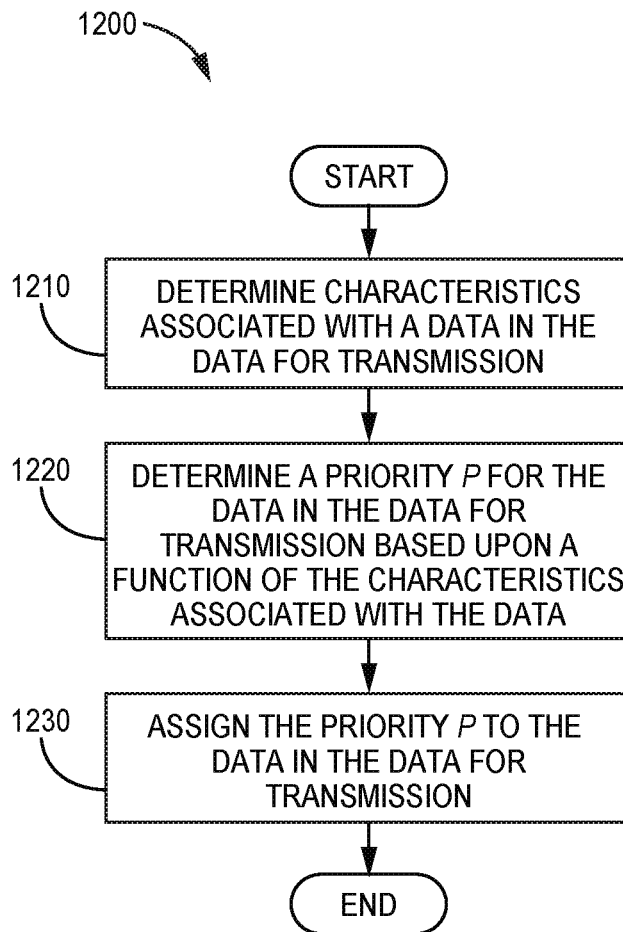 1200
START
1210
DETERMINE CHARACTERISTICS
ASSOCIATED WITH A DATA IN THE
DATA FOR TRANSMISSION
1220
DETERMINE A PRIORITY P FOR THE
DATA IN THE DATA FOR
TRANSMISSION BASED UPON A
FUNCTION OF THE CHARACTERISTICS
ASSOCIATED WITH THE DATA
1230
ASSIGN THE PRIORITY P TO THE
DATA IN THE DATA FOR
TRANSMISSION
END